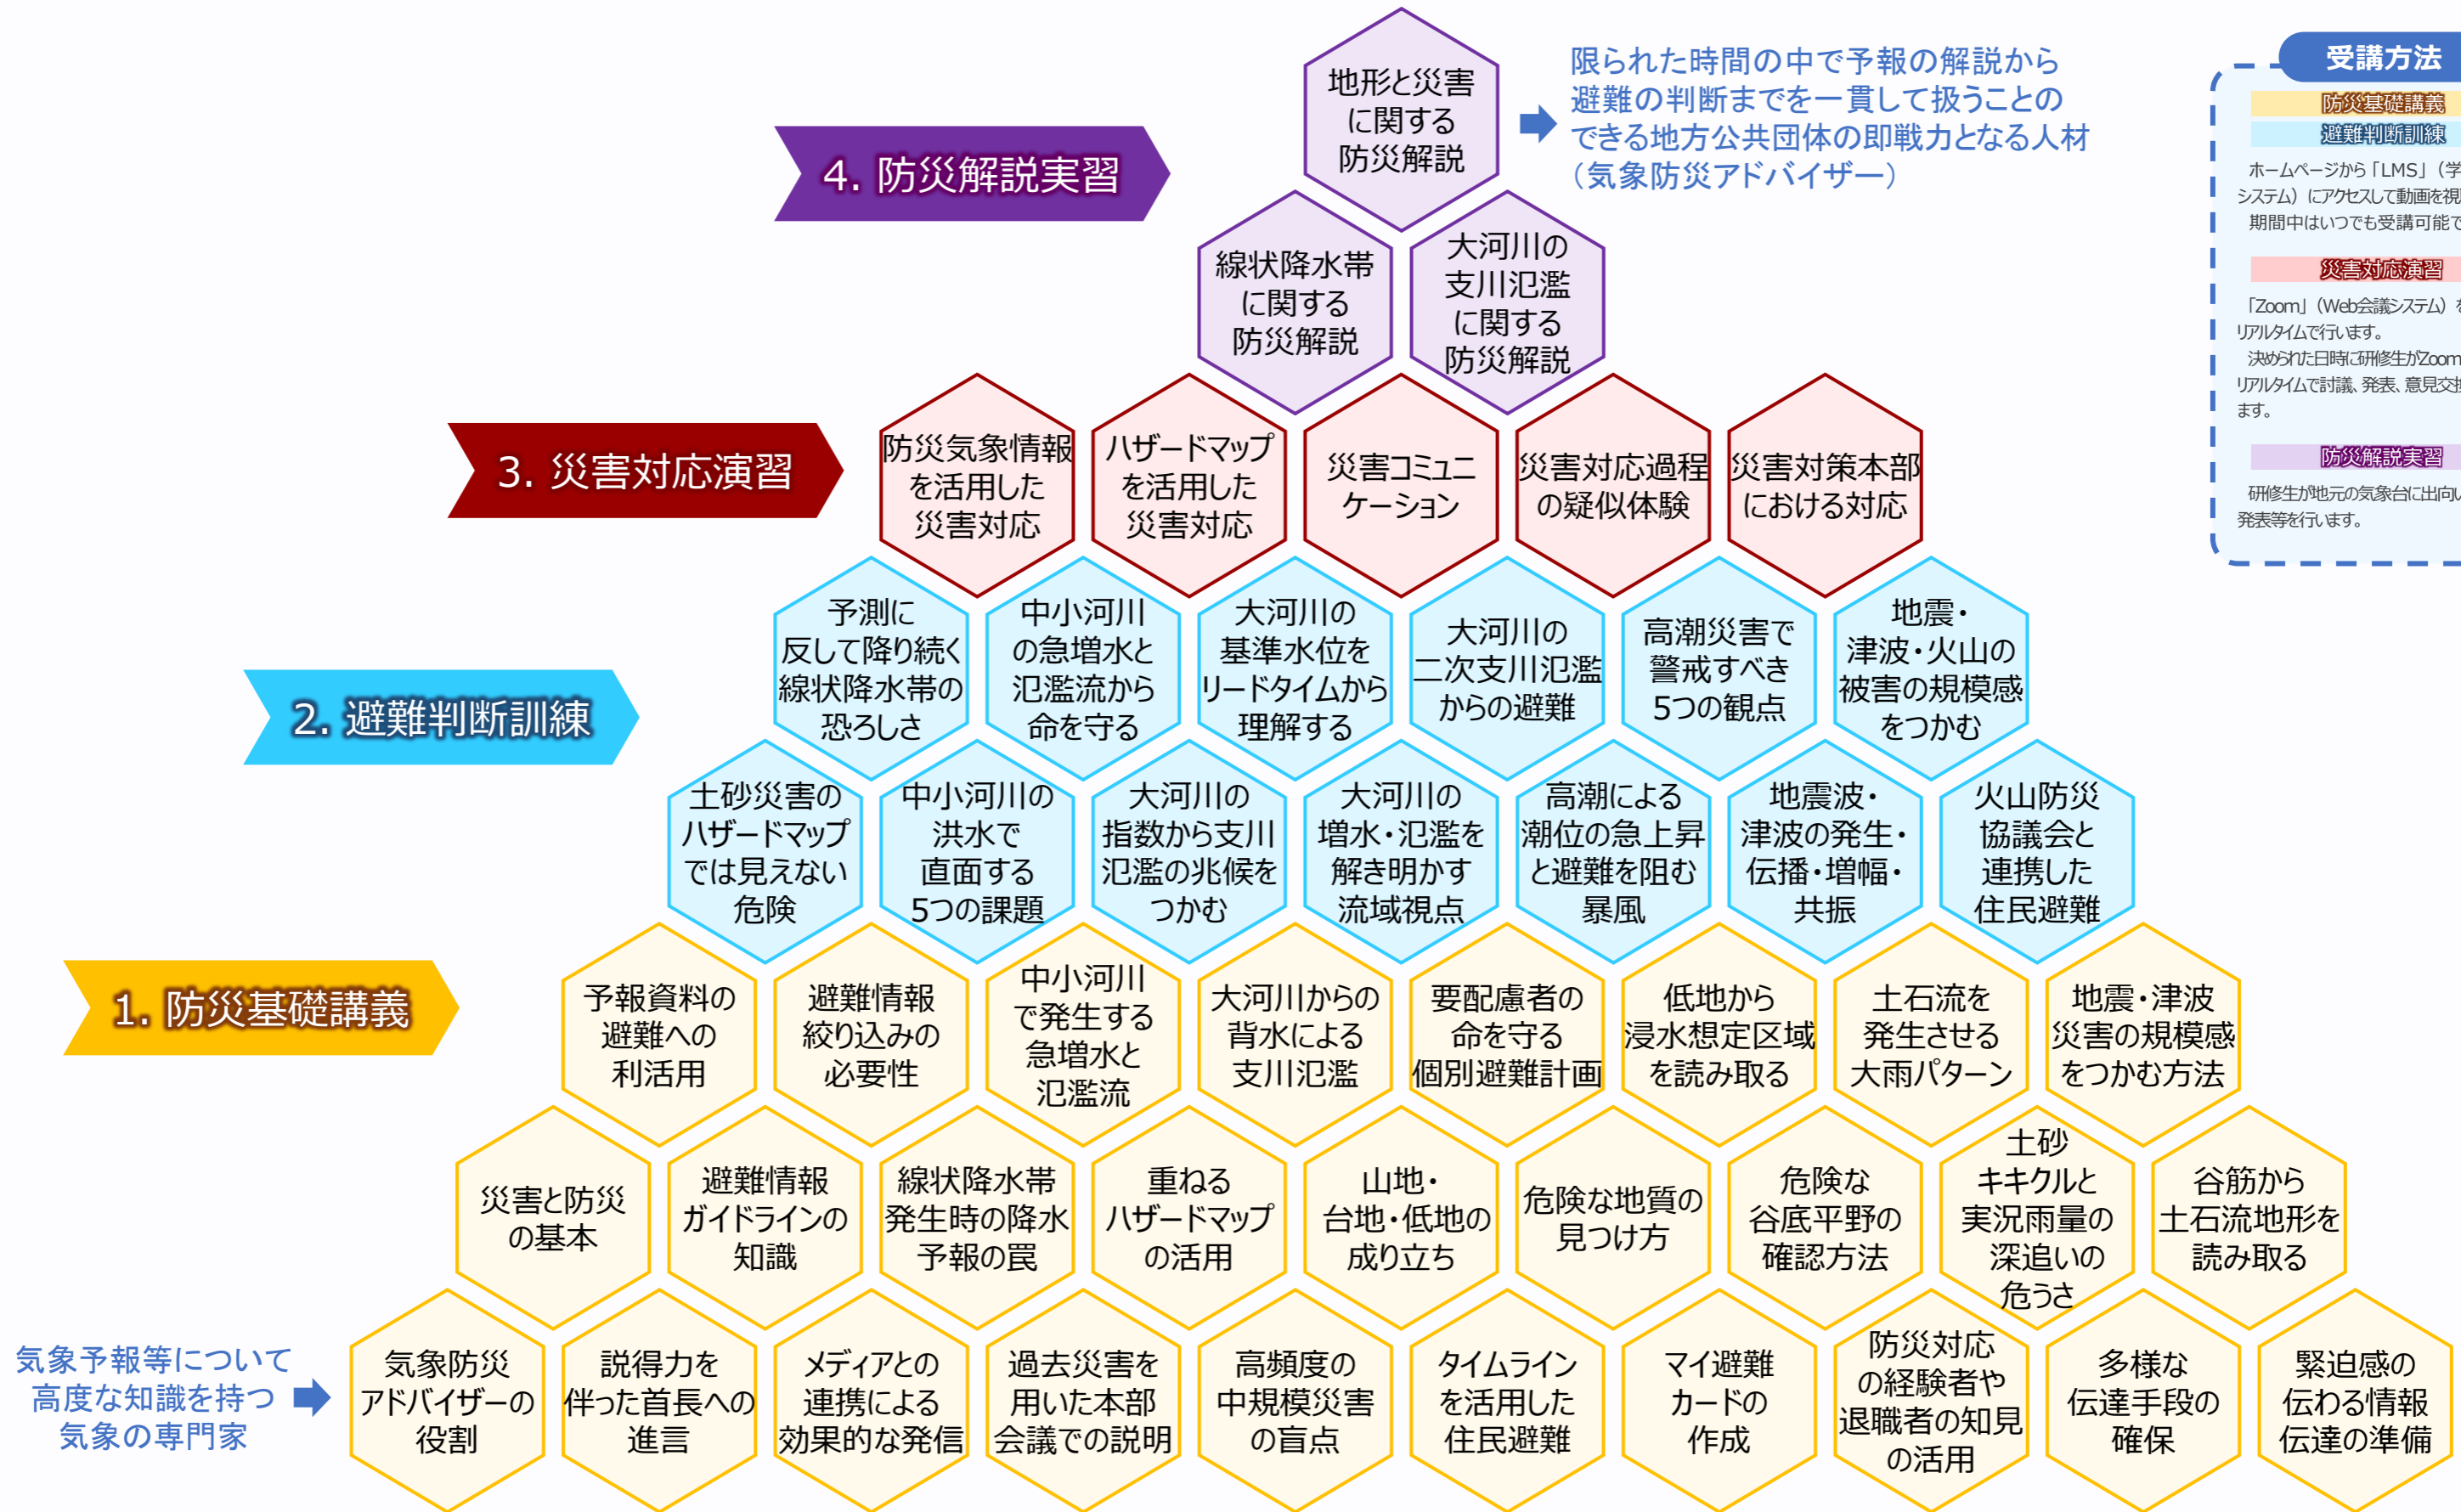 地形と災害
に関する
防災解説
限られた時間の中で予報の解説から
避難の判断までを一貫して扱うことの
できる地方公共団体の即戦力となる人材
（気象防災アドバイザー）
4. 防災解説実習
線状降水帯
に関する
防災解説
大河川の
支川氾濫
に関する
防災解説
3. 災害対応演習
防災気象情報
を活用した
災害対応
ハザードマップ
を活用した
災害対応
災害コミュニ
ケーション
災害対応過程
の疑似体験
災害対策本部
における対応
2. 避難判断訓練
予測に
反して降り続く
線状降水帯の
恐ろしさ
中小河川
の急増水と
氾濫流から
命を守る
大河川の
基準水位を
リードタイムから
理解する
大河川の
二次支川氾濫
からの避難
高潮災害で
警戒すべき
5つの観点
地震・
津波・火山の
被害の規模感
をつかむ
土砂災害の
ハザードマップ
では見えない
危険
中小河川の
洪水で
直面する
5つの課題
大河川の
指数から支川
氾濫の兆候を
つかむ
大河川の
増水・氾濫を
解き明かす
流域視点
高潮による
潮位の急上昇
と避難を阻む
暴風
地震波・
津波の発生・
伝播・増幅・
共振
火山防災
協議会と
連携した
住民避難
1. 防災基礎講義
予報資料の
避難への
利活用
避難情報
絞り込みの
必要性
中小河川
で発生する
急増水と
氾濫流
大河川からの
背水による
支川氾濫
要配慮者の
命を守る
個別避難計画
低地から
浸水想定区域
を読み取る
土石流を
発生させる
大雨パターン
地震・津波
災害の規模感
をつかむ方法
災害と防災
の基本
避難情報
ガイドラインの
知識
線状降水帯
発生時の降水
予報の罠
重ねる
ハザードマップ
の活用
山地・
台地・低地の
成り立ち
危険な地質の
見つけ方
危険な
谷底平野の
確認方法
土砂
キキクルと
実況雨量の
深追いの
危うさ
谷筋から
土石流地形を
読み取る
気象予報等について
高度な知識を持つ
気象の専門家
気象防災
アドバイザーの
役割
説得力を
伴った首長への
進言
メディアとの
連携による
効果的な発信
過去災害を
用いた本部
会議での説明
高頻度の
中規模災害
の盲点
タイムライン
を活用した
住民避難
マイ避難
カードの
作成
防災対応
の経験者や
退職者の知見
の活用
多様な
伝達手段の
確保
緊迫感の
伝わる情報
伝達の準備
受講方法
防災基礎講義
避難判断訓練
ホームページから「LMS」（学
システム）にアクセスして動画を視
期間中はいつでも受講可能で
災害対応演習
「Zoom」（Web会議システム）を
リアルタイムで行います。
決められた日時に研修生がZoom
リアルタイムで討議、発表、意見交
ます。
防災解説実習
研修生が地元の気象台に出向
発表等を行います。